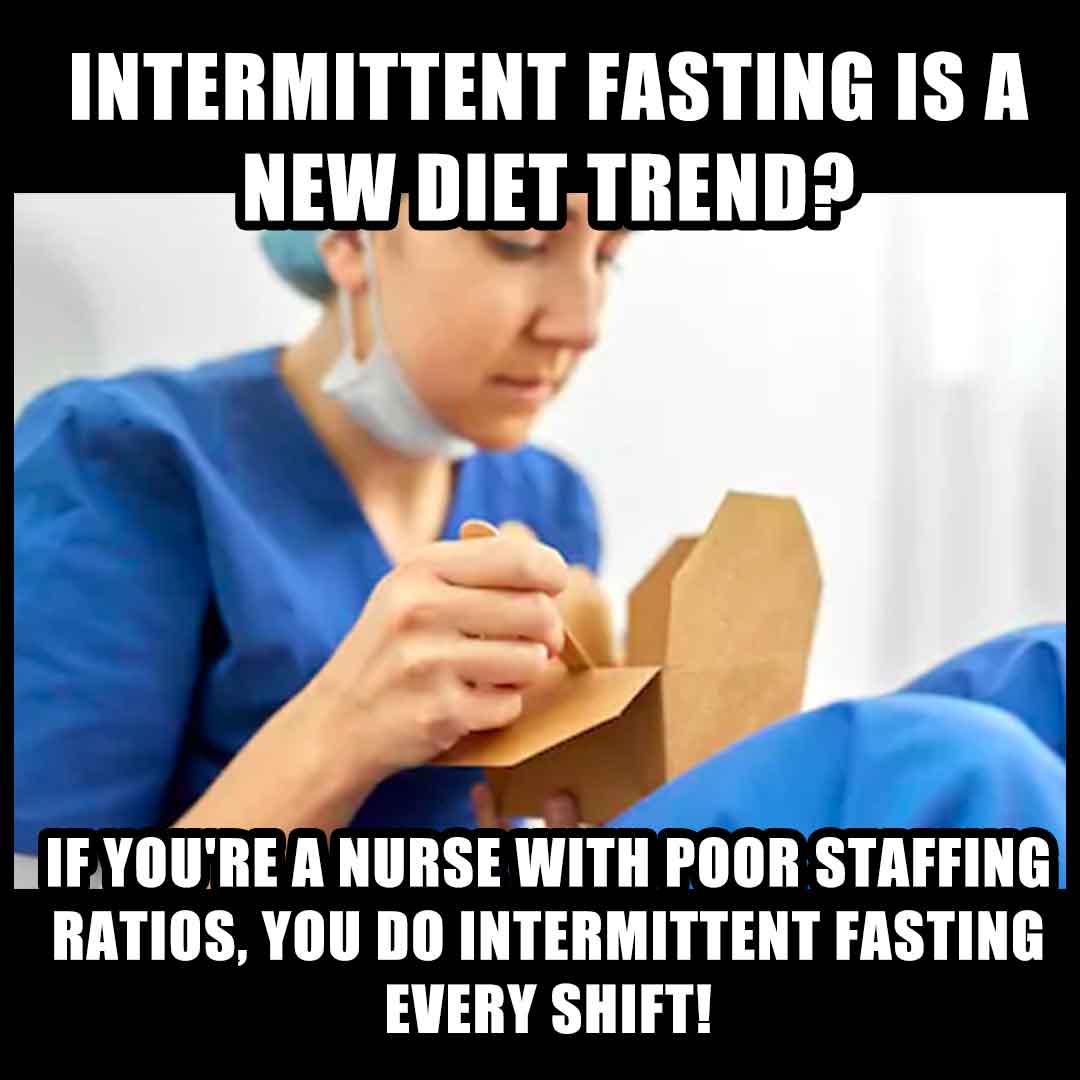 INTERMITTENT FASTING IS A
NEW DIET TREND?
IF YOU'RE A NURSE WITH POOR STAFFING
RATIOS, YOU DO INTERMITTENT FASTING
EVERY SHIFT!